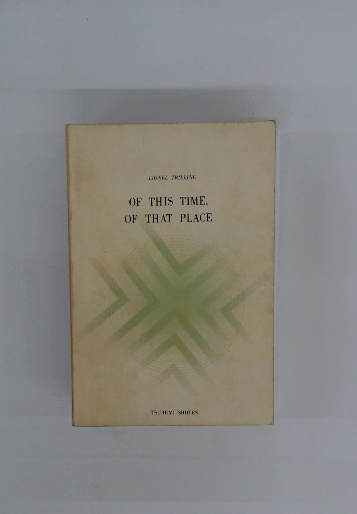 LIONEL TRILLING
OF THIS TIME,
OF THAT PLACE
TSURUMI SHOTEN